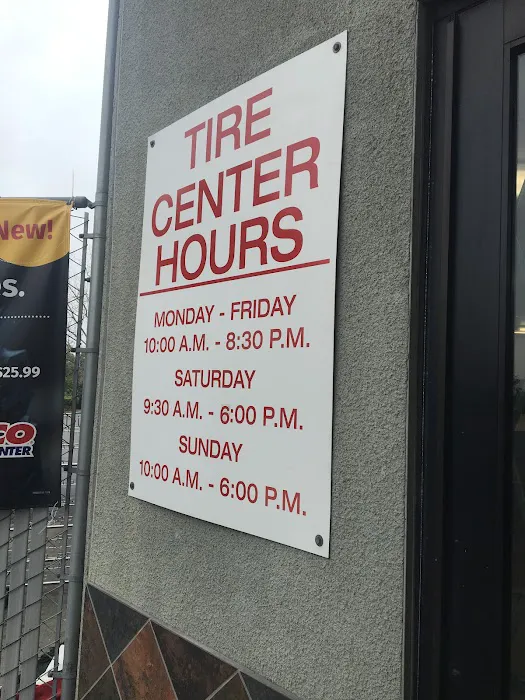 TIRE
CENTER
HOURS
MONDAY - FRIDAY
10:00 A.M. - 8:30 P.M.
SATURDAY
9:30 A.M. - 6:00 P.M.
SUNDAY
10:00 A.M. - 6:00 P.M.
New!
s.
$25.99
CO
NTER